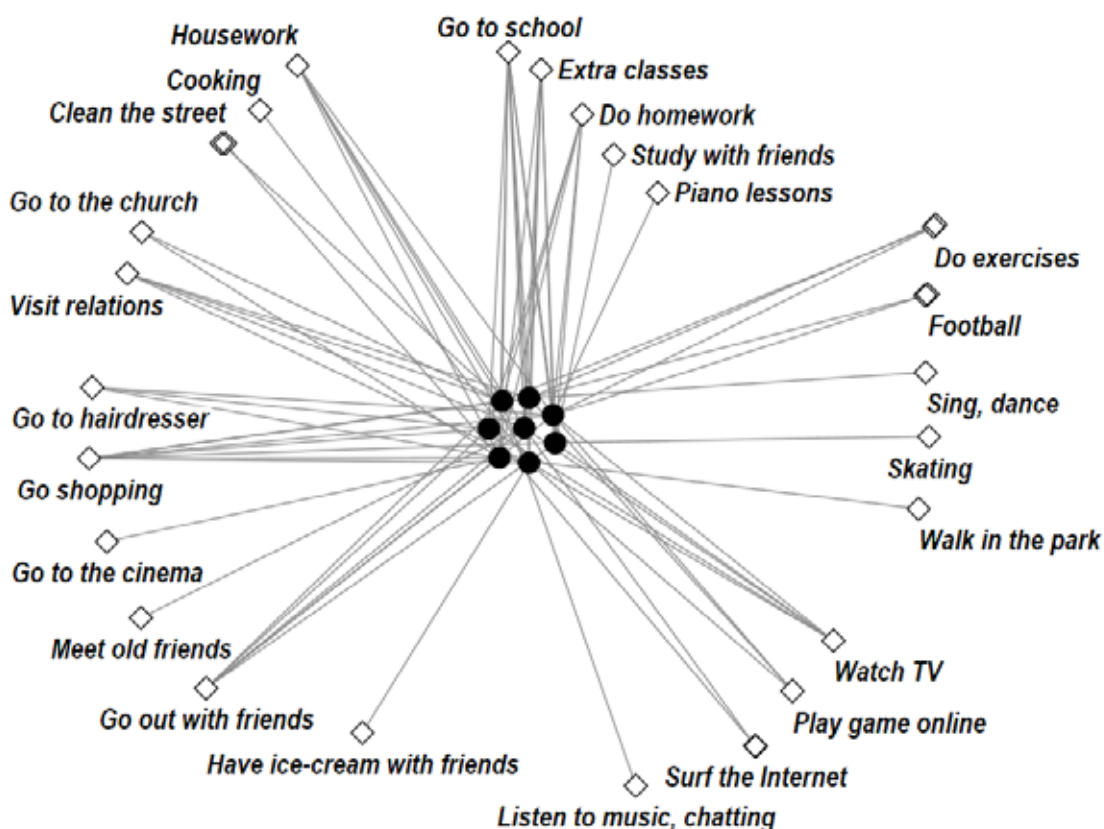 Go to school
Housework
Extra classes
Cooking
Clean the street
Do homework
Study with friends
Piano lessons
Go to the church
Do exercises
Visit relations
Football
Go to hairdresser
Sing, dance
Go shopping
Skating
Walk in the park
Go to the cinema
Meet old friends
Watch TV
Go out with friends
Play game online
Have ice-cream with friends
Surf the Internet
Listen to music, chatting